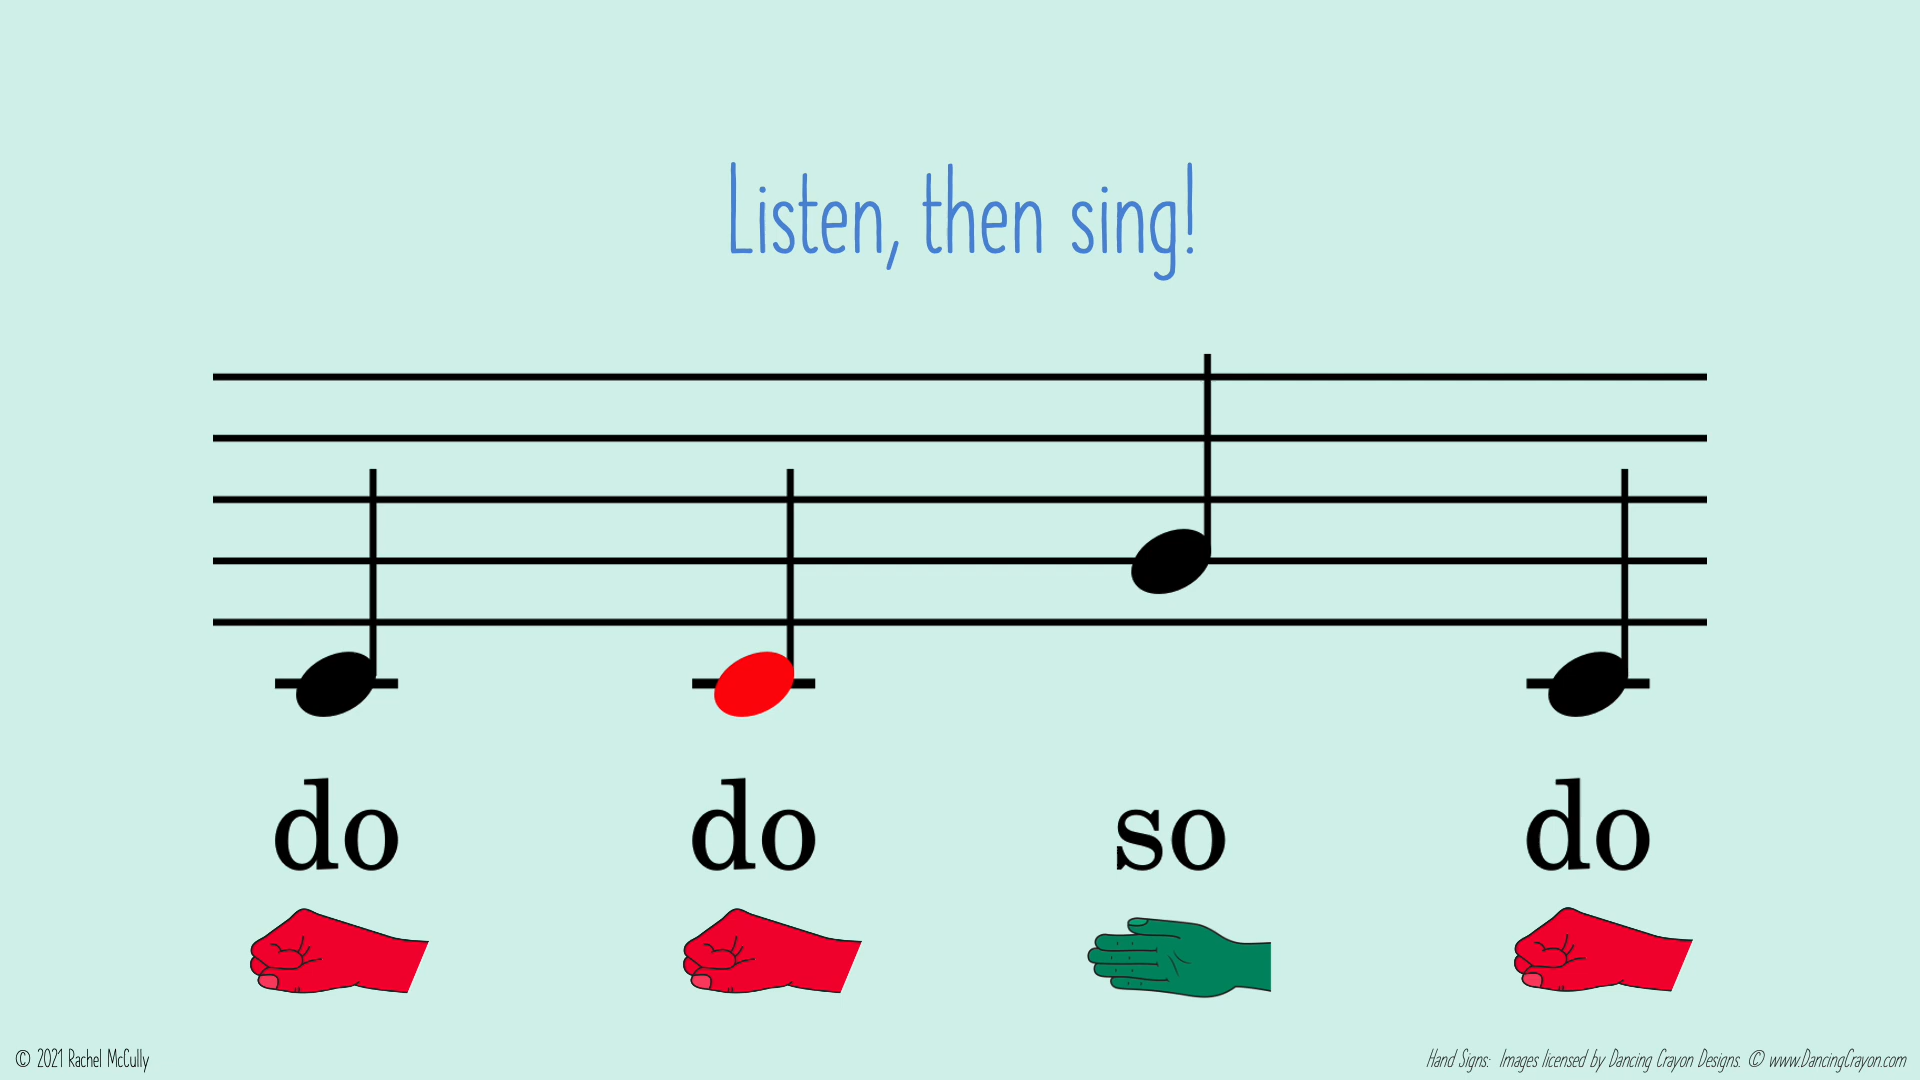 Listen, then sing!
do do so do
© 2021 Rachel McCully
Hand Signs: Images licensed by Dancing Crayon Designs. © www.DancingCrayon.com